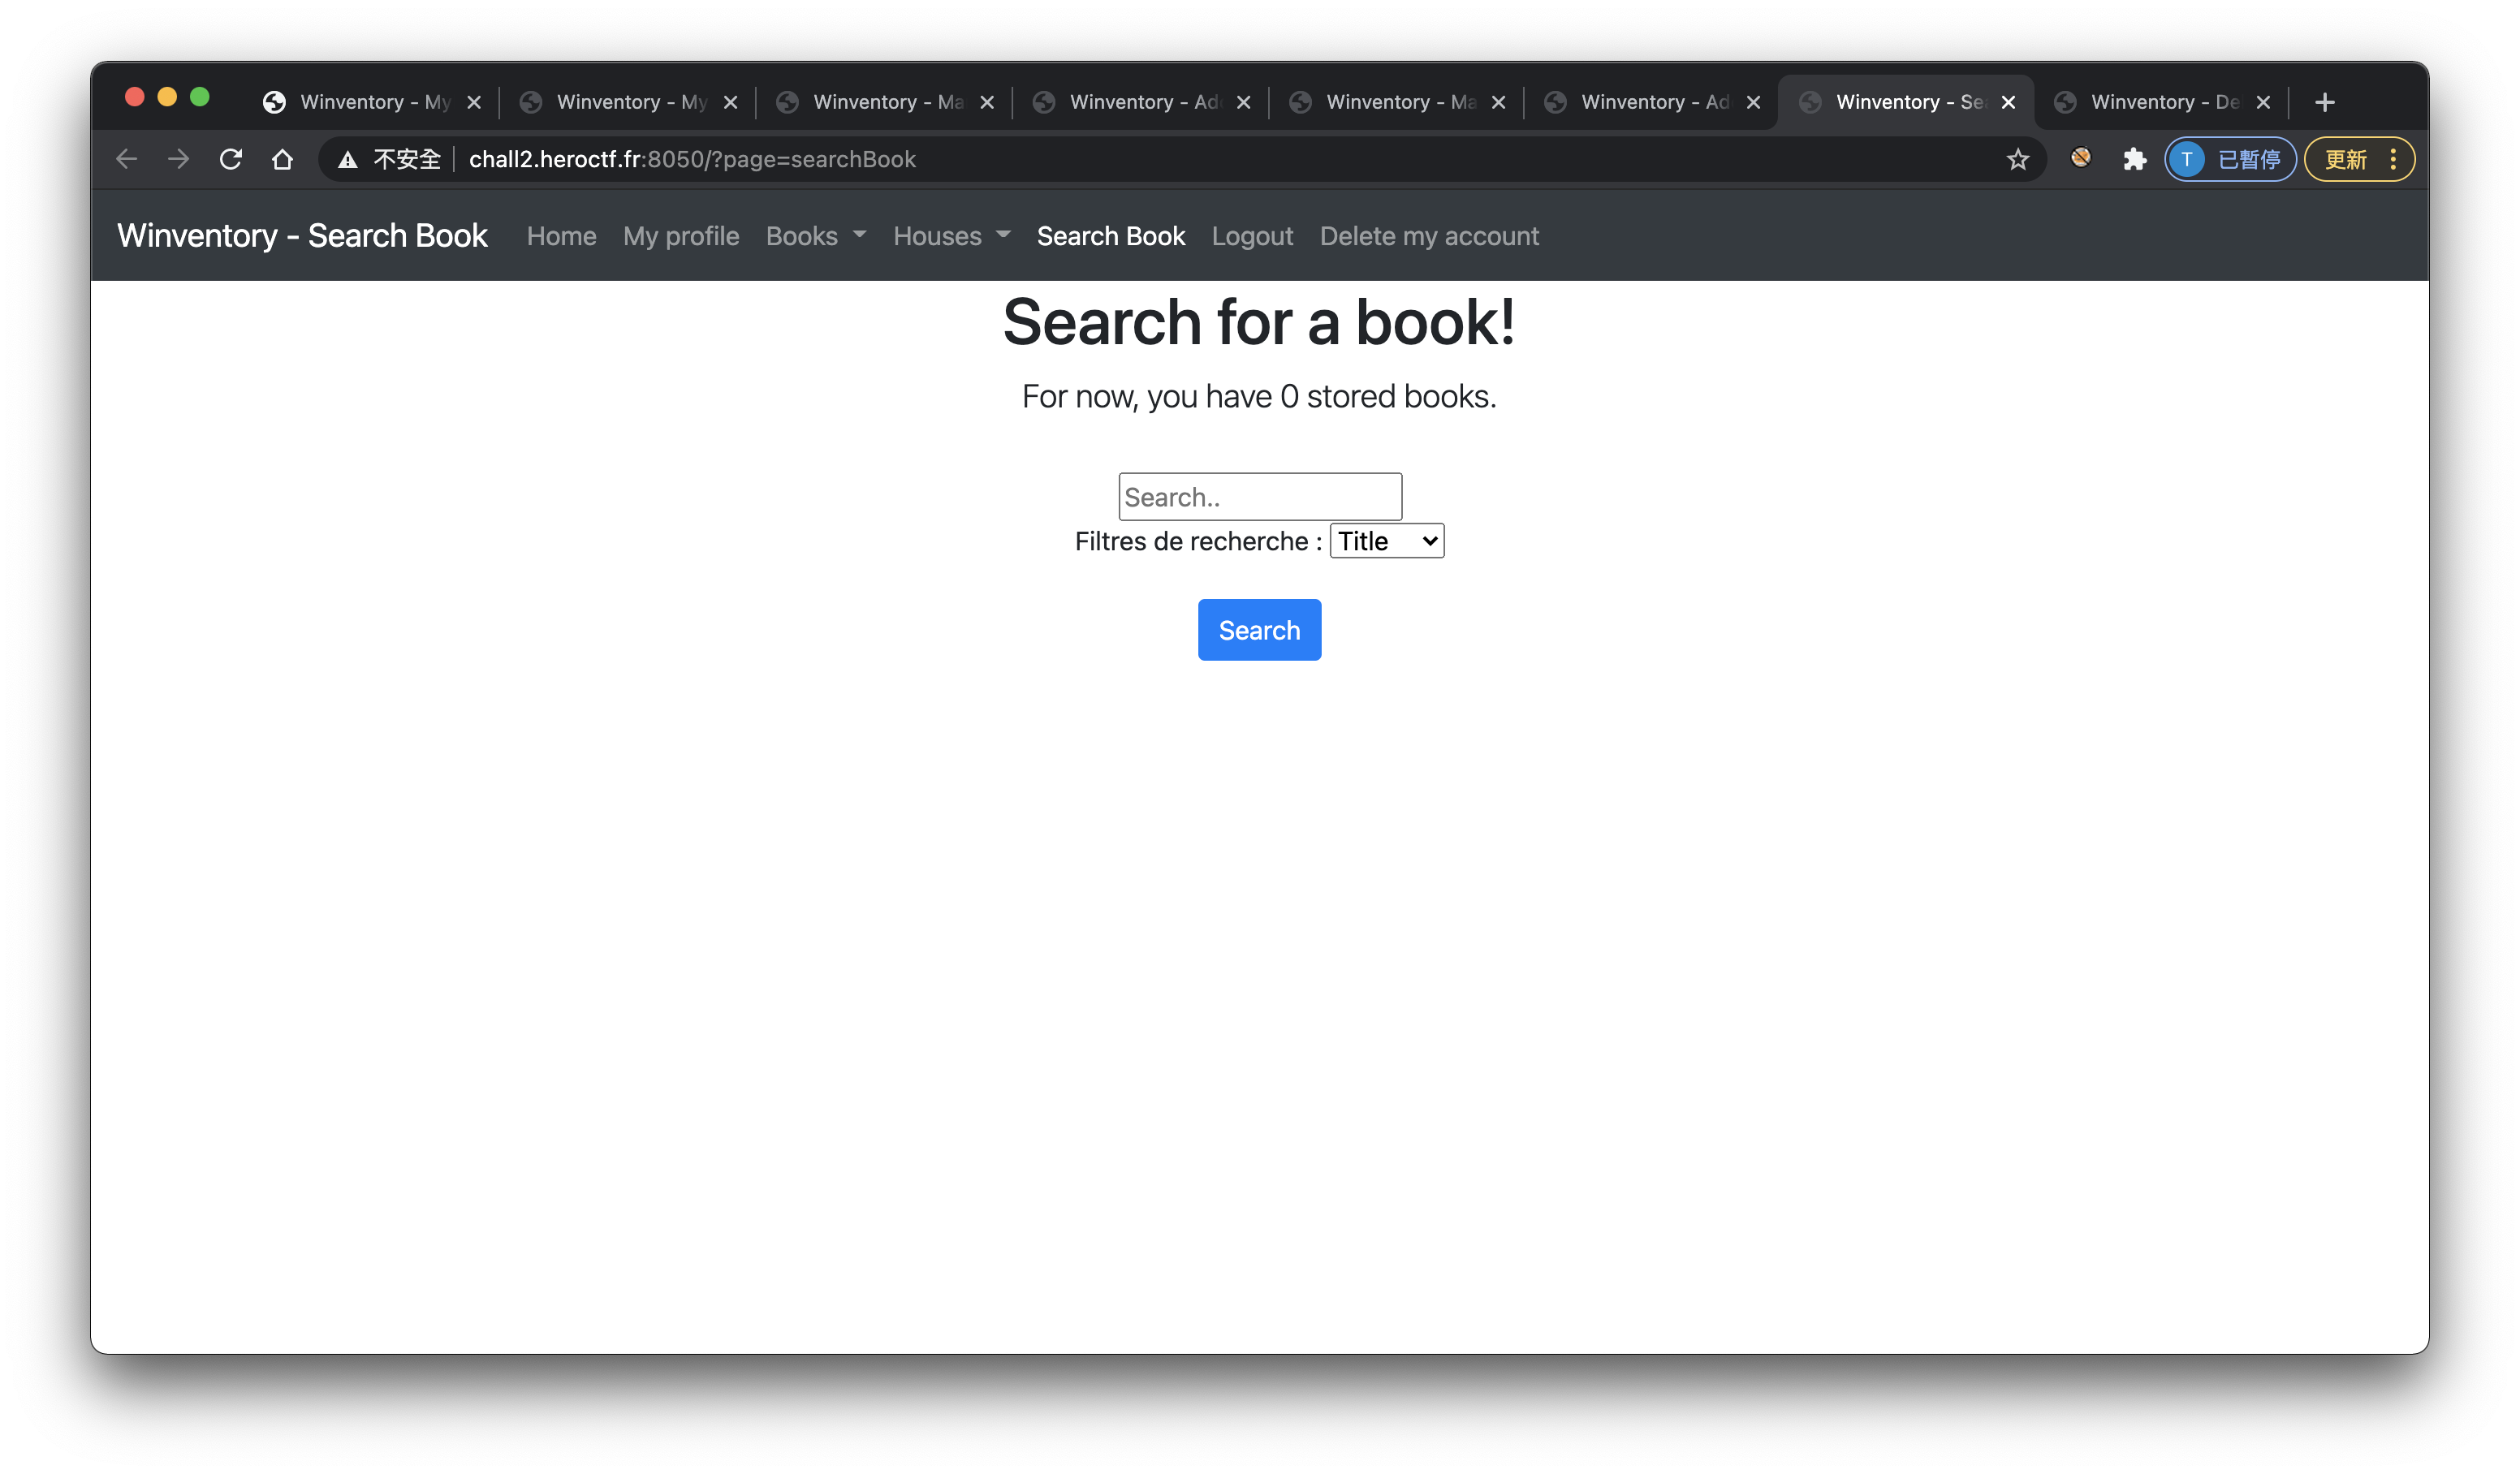 Winventory - My
Winventory - My
Winventory - Ma
Winventory - Ad
Winventory - Ma
Winventory - Ad
Winventory - Se
Winventory - De
不安全 chall2.heroctf.fr:8050/?page=searchBook
T 已暫停
更新
Winventory - Search Book Home My profile Books Houses Search Book Logout Delete my account
Search for a book!
For now, you have 0 stored books.
Search..
Filtres de recherche : Title
Search